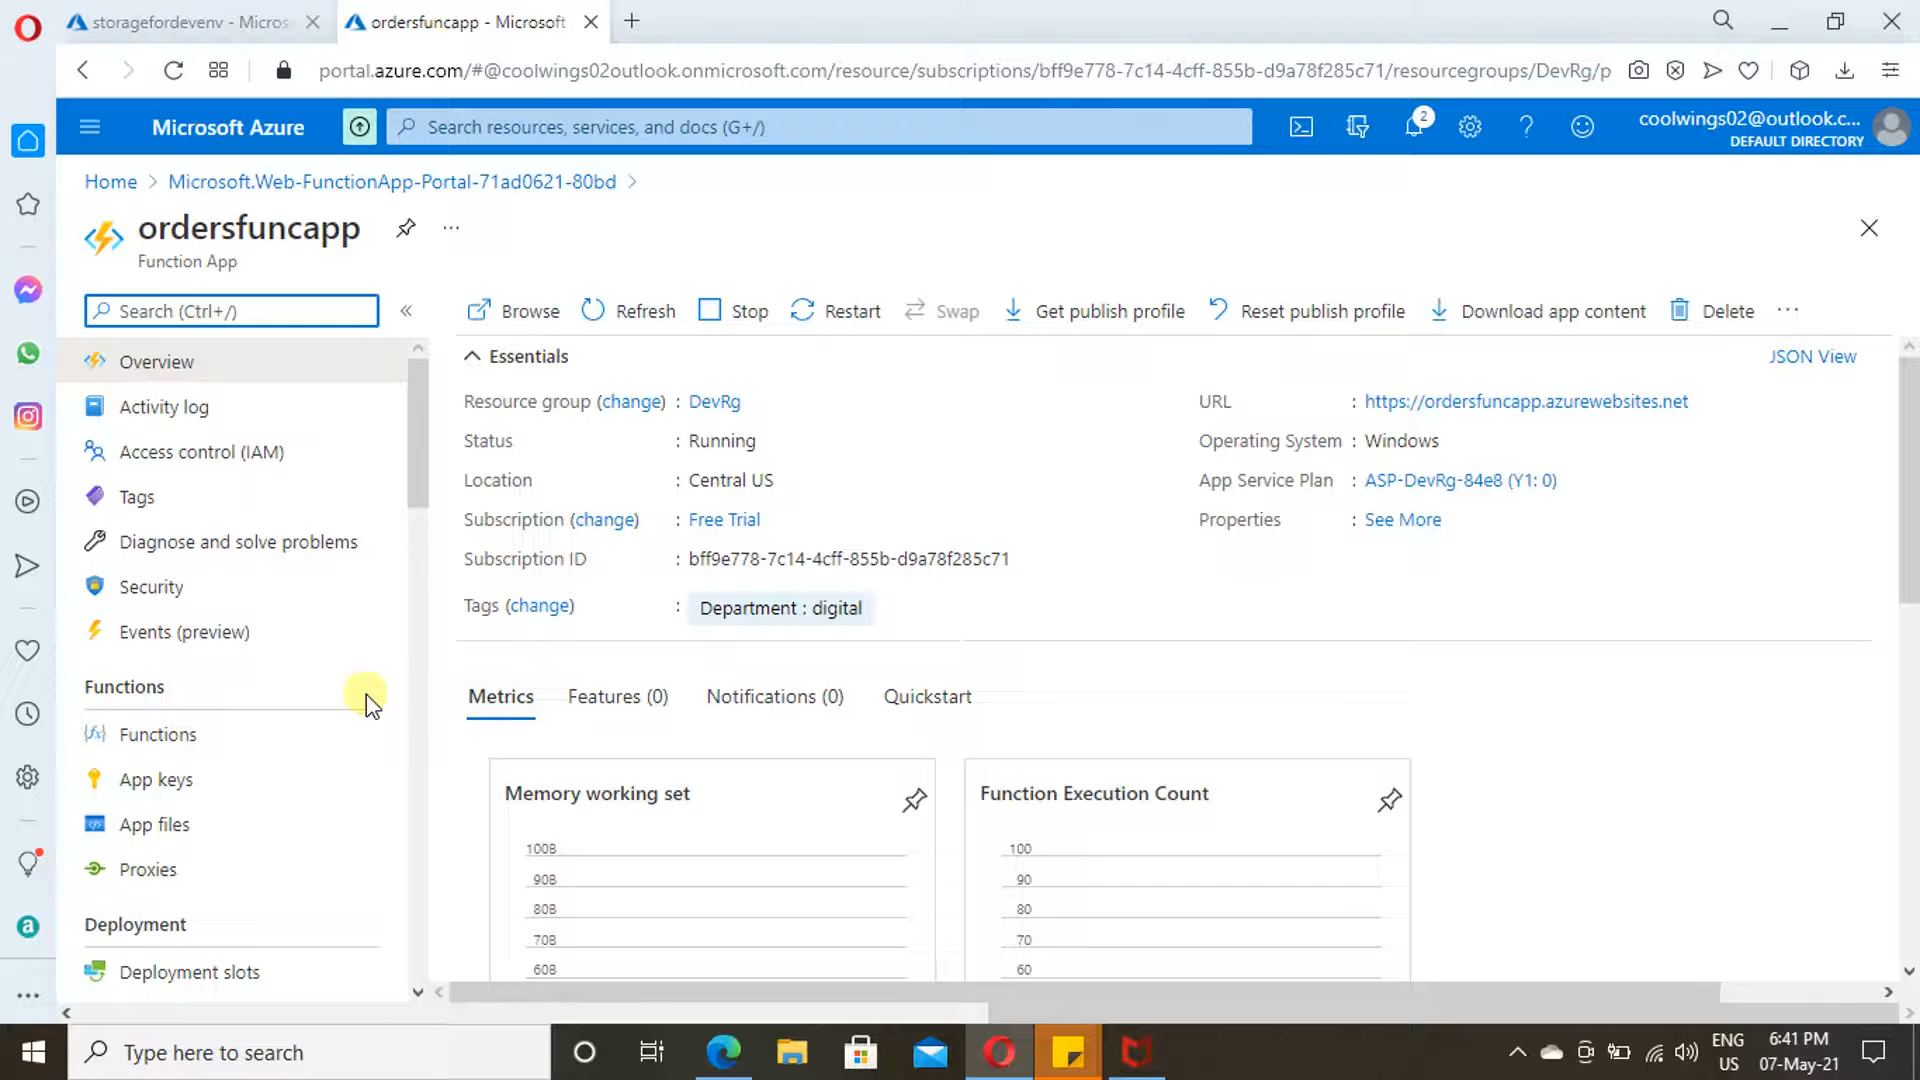 storagefordevenv - Micros
ordersfuncapp - Microsoft
portal.azure.com/#@coolwings02outlook.onmicrosoft.com/resource/subscriptions/bff9e778-7c14-4cff-855b-d9a78f285c71/resourcegroups/DevRg/p
Microsoft Azure
Search resources, services, and docs (G+/)
2
coolwings02@outlook.c...
DEFAULT DIRECTORY
Home > Microsoft.Web-FunctionApp-Portal-71ad0621-80bd >
ordersfuncapp
Function App
Search (Ctrl+/)
Browse
Refresh
Stop
Restart
Swap
Get publish profile
Reset publish profile
Download app content
Delete
Overview
Activity log
Access control (IAM)
Tags
Diagnose and solve problems
Security
Events (preview)
Functions
Functions
App keys
App files
Proxies
Deployment
Deployment slots
Essentials
JSON View
Resource group (change) : DevRg
Status : Running
Location : Central US
Subscription (change) : Free Trial
Subscription ID : bff9e778-7c14-4cff-855b-d9a78f285c71
Tags (change) : Department : digital
URL : https://ordersfuncapp.azurewebsites.net
Operating System : Windows
App Service Plan : ASP-DevRg-84e8 (Y1: 0)
Properties : See More
Metrics
Features (0)
Notifications (0)
Quickstart
Memory working set
100B
90B
80B
70B
60B
Function Execution Count
100
90
80
70
60
Type here to search
ENG
US
6:41 PM
07-May-21